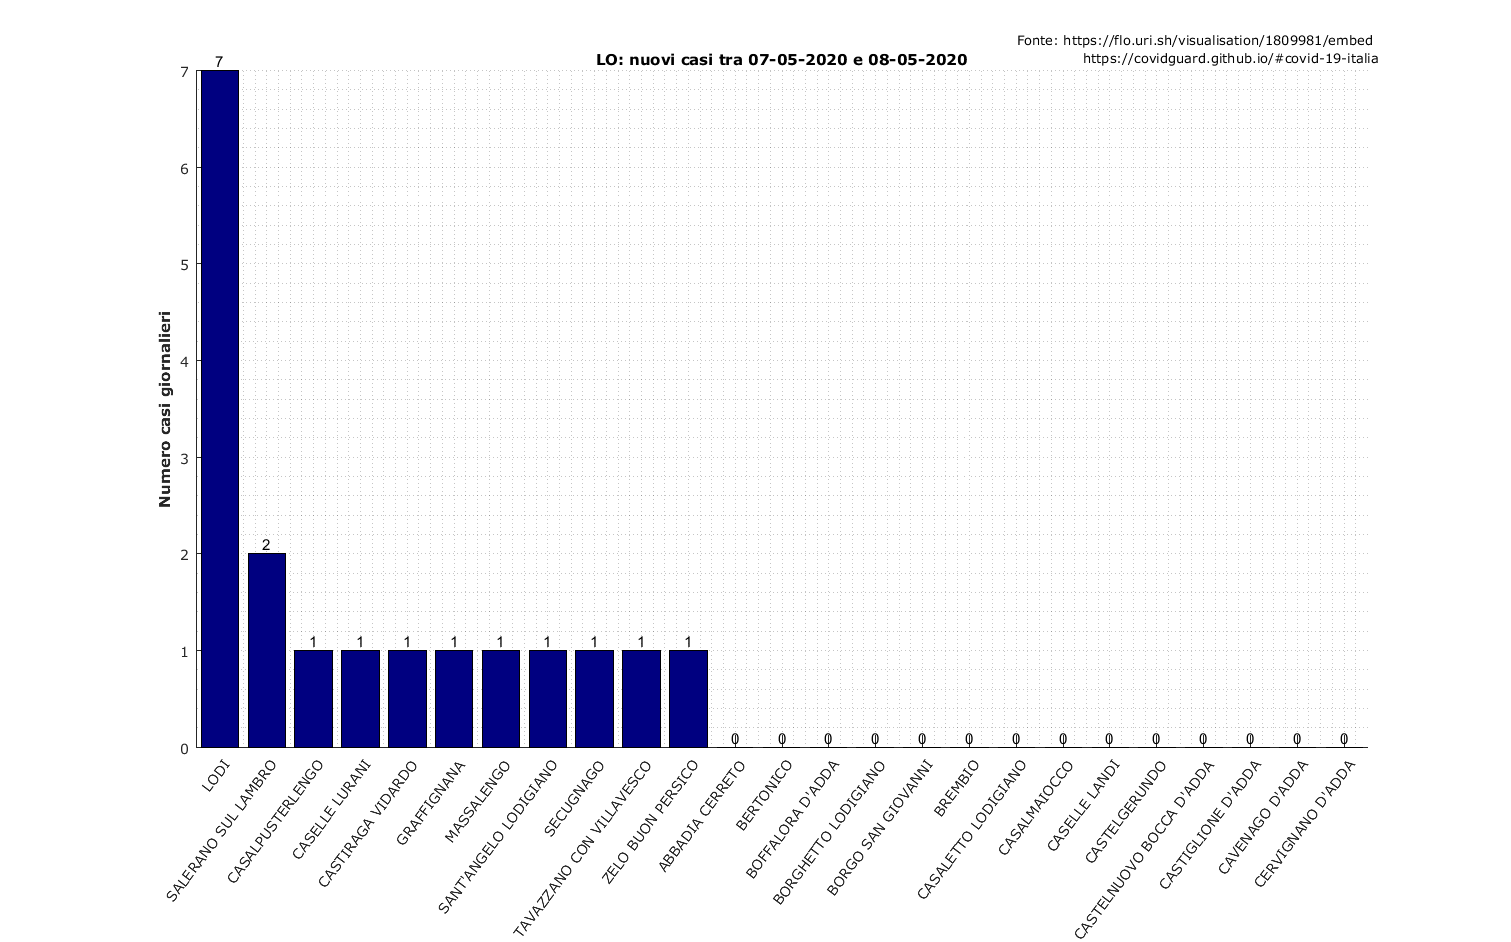 Fonte: https://flo.uri.sh/visualisation/1809981/embed
https://covidguard.github.io/#covid-19-italia
LO: nuovi casi tra 07-05-2020 e 08-05-2020
Numero casi giornalieri
7
6
5
4
3
2
1
0
7
2
1
1
1
1
1
1
1
1
1
0
0
0
0
0
0
0
0
0
0
0
0
0
0
LODI
SALERANO SUL LAMBRO
CASALPUSTERLENGO
CASELLE LURANI
CASTIRAGA VIDARDO
GRAFFIGNANA
MASSALENGO
SANT'ANGELO LODIGIANO
SECUGNAGO
TAVAZZANO CON VILLAVESCO
ZELO BUON PERSICO
ABBADIA CERRETO
BERTONICO
BOFFALORA D'ADDA
BORGHETTO LODIGIANO
BORGO SAN GIOVANNI
BREMBIO
CASALETTO LODIGIANO
CASALMAIOCCO
CASELLE LANDI
CASTELGERUNDO
CASTELNUOVO BOCCA D'ADDA
CASTIGLIONE D'ADDA
CAVENAGO D'ADDA
CERVIGNANO D'ADDA